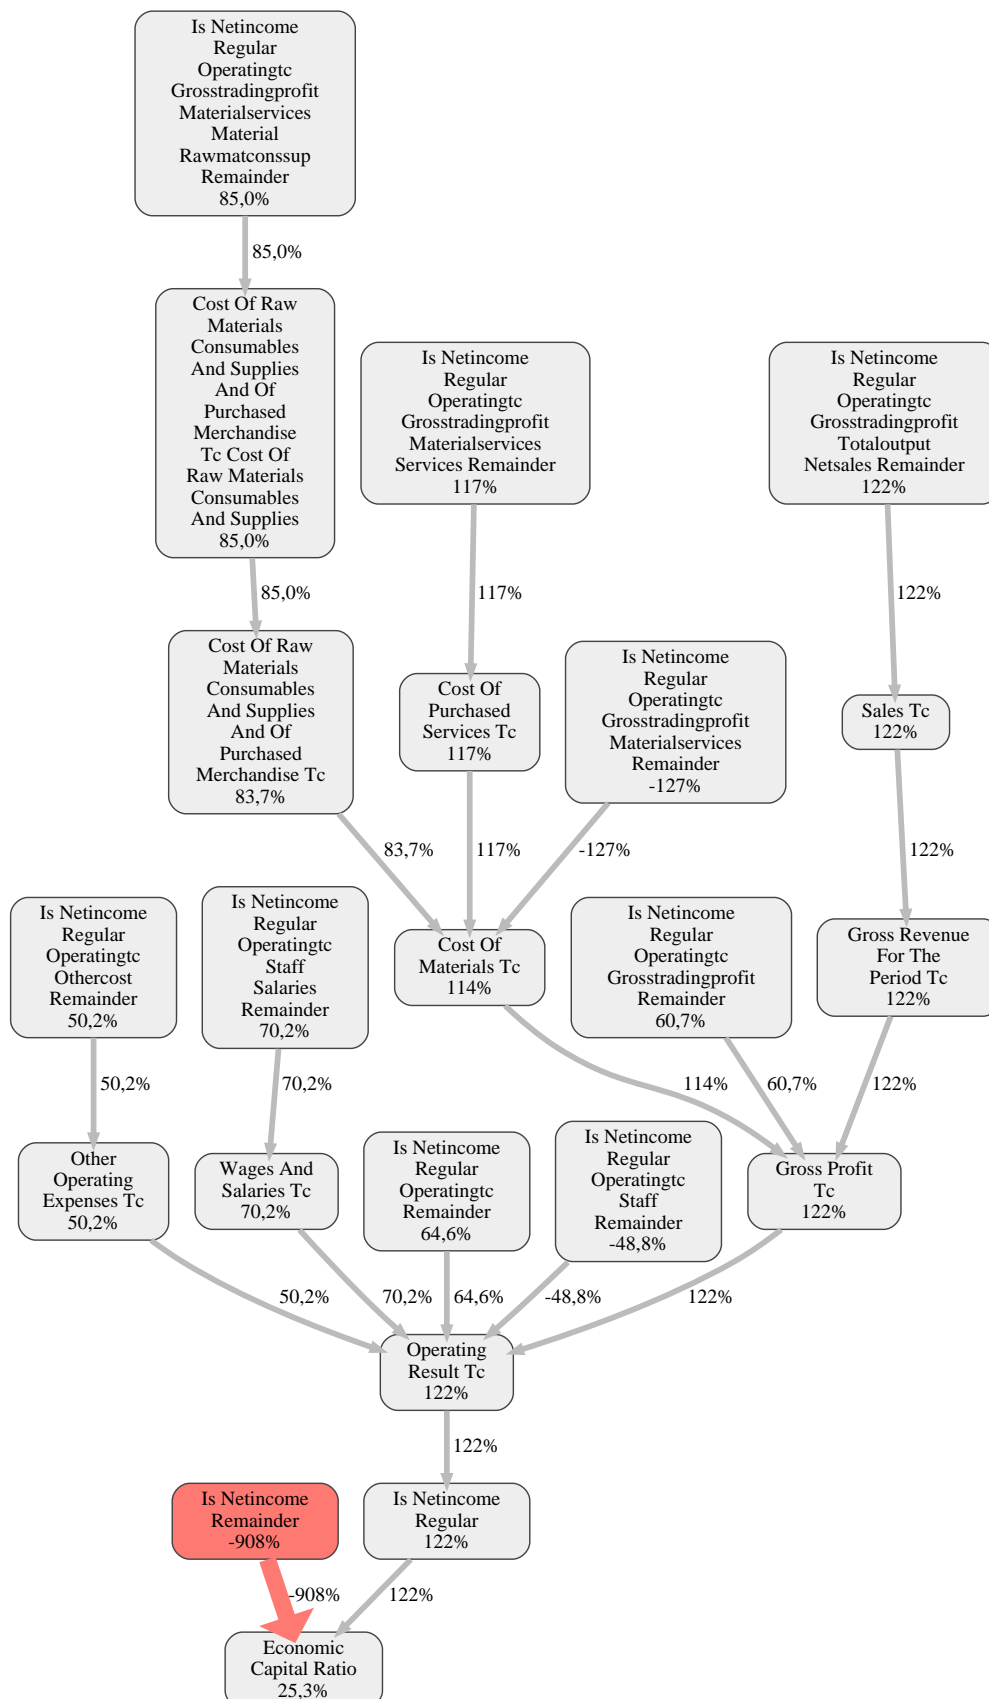 Is Netincome
Regular
Operatingtc
Grosstradingprofit
Materialservices
Material
Rawmatconssup
Remainder
85,0%
85,0%
Cost Of Raw
Materials
Consumables
And Supplies
And Of
Purchased
Merchandise
Tc Cost Of
Raw Materials
Consumables
And Supplies
85,0%
Is Netincome
Regular
Operatingtc
Grosstradingprofit
Materialservices
Services Remainder
117%
Is Netincome
Regular
Operatingtc
Grosstradingprofit
Totaloutput
Netsales Remainder
122%
85,0%
117%
122%
Cost Of Raw
Materials
Consumables
And Supplies
And Of
Purchased
Merchandise Tc
83,7%
Cost Of
Purchased
Services Tc
117%
Is Netincome
Regular
Operatingtc
Grosstradingprofit
Materialservices
Remainder
-127%
Sales Tc
122%
83,7%
117%
-127%
122%
Is Netincome
Regular
Operatingtc
Othercost
Remainder
50,2%
Is Netincome
Regular
Operatingtc
Staff
Salaries
Remainder
70,2%
Cost Of
Materials Tc
114%
Is Netincome
Regular
Operatingtc
Grosstradingprofit
Remainder
60,7%
Gross Revenue
For The
Period Tc
122%
50,2%
70,2%
114%
60,7%
122%
Other
Operating
Expenses Tc
50,2%
Wages And
Salaries Tc
70,2%
Is Netincome
Regular
Operatingtc
Remainder
64,6%
Is Netincome
Regular
Operatingtc
Staff
Remainder
-48,8%
Gross Profit
Tc
122%
50,2%
70,2%
64,6%
-48,8%
122%
Operating
Result Tc
122%
122%
Is Netincome
Remainder
-908%
Is Netincome
Regular
122%
-908%
122%
Economic
Capital Ratio
25,3%